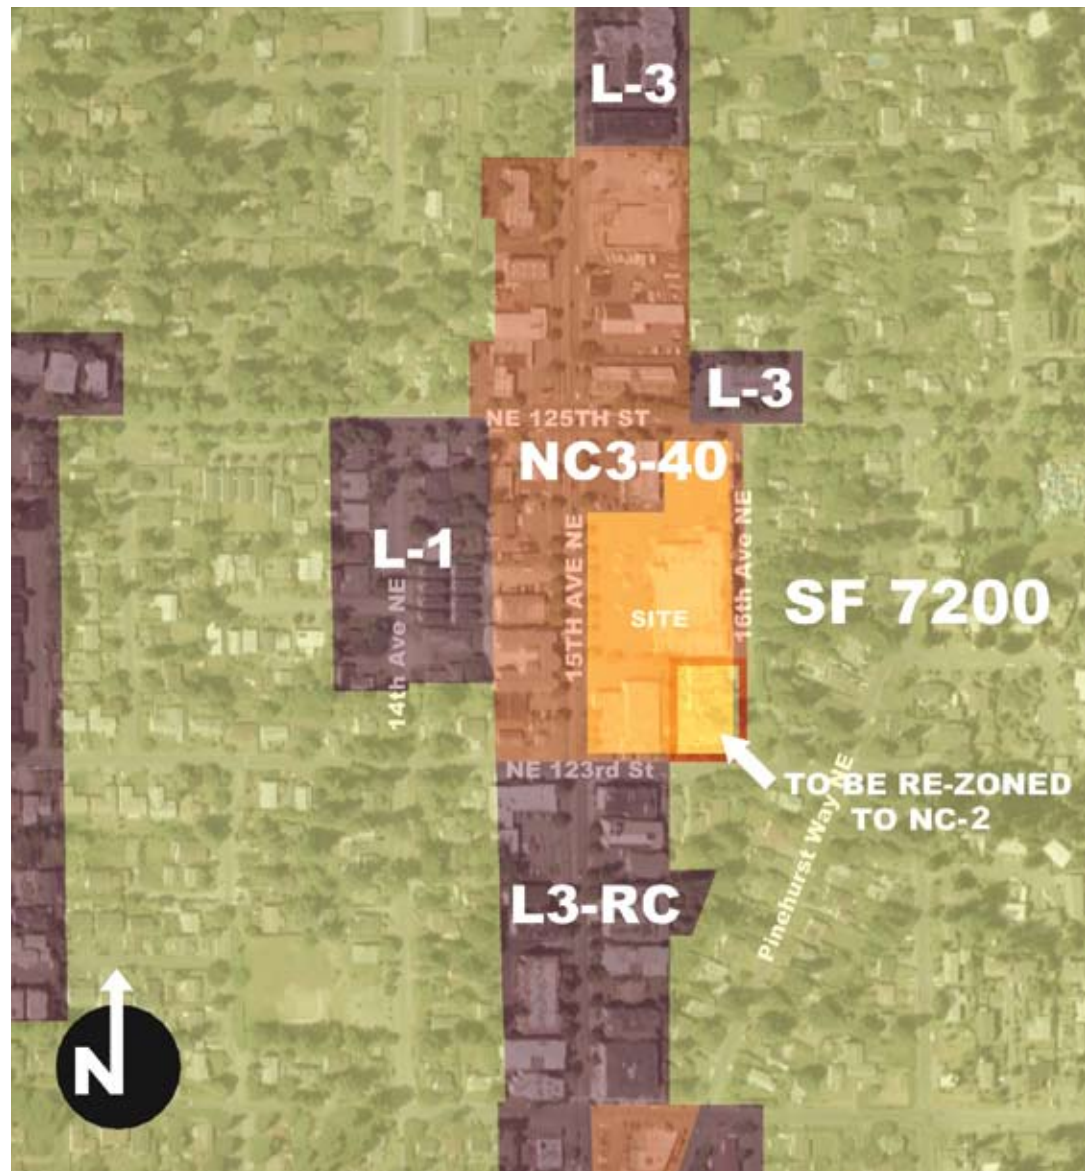 L-3
L-3
NE 125TH ST
NC3-40
L-1
14th Ave NE
15TH AVE NE
16th Ave NE
SITE
SF 7200
NE 123rd St
TO BE RE-ZONED
TO NC-2
Pinehurst Way NE
L3-RC
N